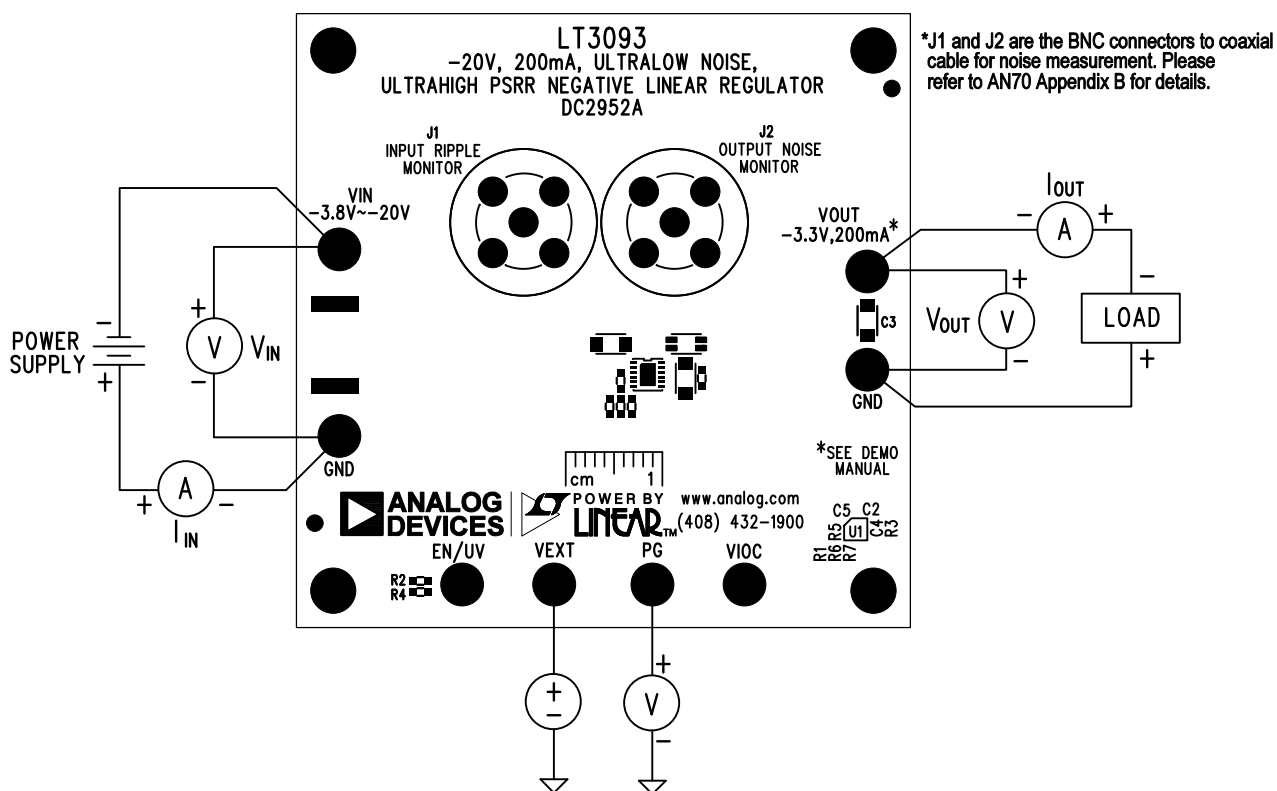 LT3093
-20V, 200mA, ULTRALOW NOISE,
ULTRAHIGH PSRR NEGATIVE LINEAR REGULATOR
DC2952A
*J1 and J2 are the BNC connectors to coaxial
cable for noise measurement. Please
refer to AN70 Appendix B for details.
J1
INPUT RIPPLE
MONITOR
J2
OUTPUT NOISE
MONITOR
VIN
-3.8V~-20V
VOUT
-3.3V,200mA*
IOUT
- A +
-
LOAD
+
+
V
-
VOUT
C3
GND
POWER
SUPPLY
-
+
+
V
-
VIN
GND
+ A -
IIN
*SEE DEMO
MANUAL
cm 1
ANALOG
DEVICES
POWER BY
LINEAR™
www.analog.com
(408) 432-1900
C5 C2
R1 R6 R5 R7 U1 C4 R3
EN/UV
VEXT
PG
VIOC
R2
R4
+
-
+
V
-